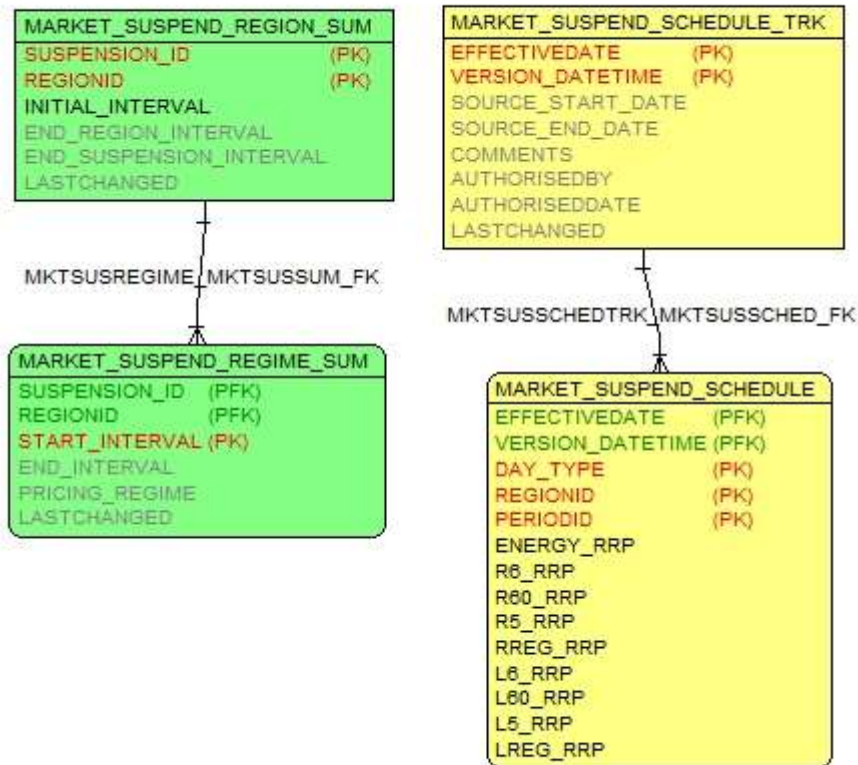 MARKET_SUSPEND_REGION_SUM
SUSPENSION_ID (PK)
REGIONID (PK)
INITIAL_INTERVAL
END_REGION_INTERVAL
END_SUSPENSION_INTERVAL
LASTCHANGED
MKTSUSREGIME_MKTSUSSUM_FK
MARKET_SUSPEND_REGIME_SUM
SUSPENSION_ID (PFK)
REGIONID (PFK)
START_INTERVAL (PK)
END_INTERVAL
PRICING_REGIME
LASTCHANGED
MARKET_SUSPEND_SCHEDULE_TRK
EFFECTIVEDATE (PK)
VERSION_DATETIME (PK)
SOURCE_START_DATE
SOURCE_END_DATE
COMMENTS
AUTHORISEDBY
AUTHORISEDDATE
LASTCHANGED
MKTSUSSCHEDTRK_MKTSUSSCHED_FK
MARKET_SUSPEND_SCHEDULE
EFFECTIVEDATE (PFK)
VERSION_DATETIME (PFK)
DAY_TYPE (PK)
REGIONID (PK)
PERIODID (PK)
ENERGY_RRP
R6_RRP
R60_RRP
R5_RRP
RREG_RRP
L6_RRP
L60_RRP
L5_RRP
LREG_RRP